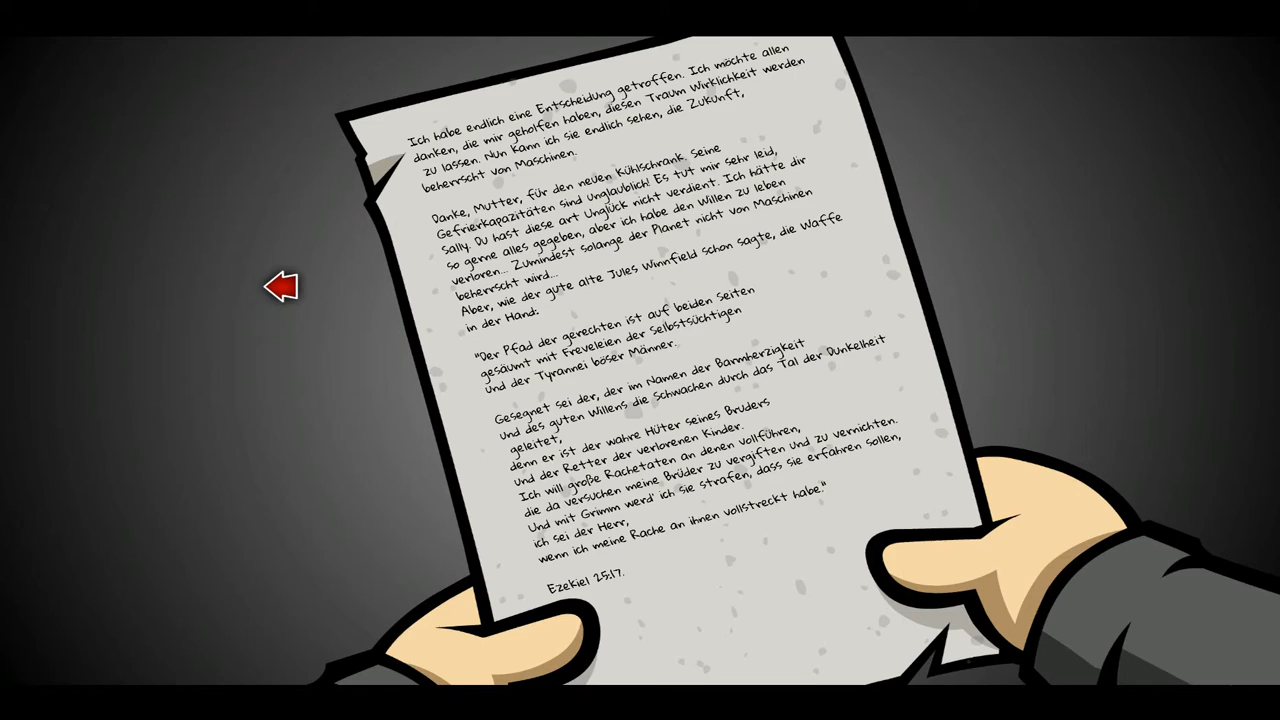 Ich habe endlich eine Entscheidung getroffen. Ich möchte allen
danken, die mir geholfen haben, diesen Traum Wirklichkeit werden
zu lassen. Nun kann ich sie endlich sehen, die Zukunft,
beherrscht von Maschinen.
Danke, Mutter, für den neuen Kühlschrank. Seine
Gefrierkapazitäten sind unglaublich! Es tut mir sehr leid,
Sally. Du hast diese art Unglück nicht verdient. Ich hätte dir
so gerne alles gegeben, aber ich habe den Willen zu leben
verloren... Zumindest solange der Planet nicht von Maschinen
beherrscht wird...
Aber, wie der gute alte Jules Winnfield schon sagte, die Waffe
in der Hand:
"Der Pfad der gerechten ist auf beiden Seiten
gesäumt mit Freveleien der Selbstsüchtigen
und der Tyrannei böser Männer.
Gesegnet sei der, der im Namen der Barmherzigkeit
und des guten Willens die Schwachen durch das Tal der Dunkelheit
geleitet,
denn er ist der wahre Hüter seines Bruders
und der Retter der verlorenen Kinder.
Ich will große Rachetaten an denen vollführen,
die da versuchen meine Brüder zu vergiften und zu vernichten.
Und mit Grimm werd' ich sie strafen, dass sie erfahren sollen,
ich sei der Herr,
wenn ich meine Rache an ihnen vollstreckt habe."
Ezekiel 25:17.